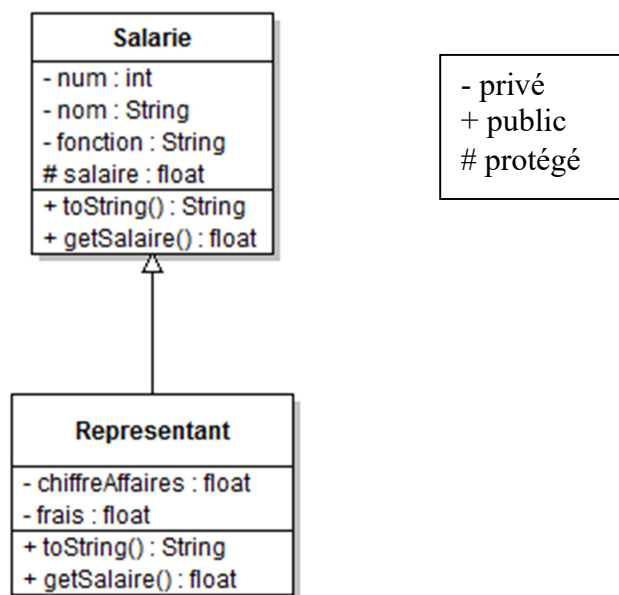 Salarie
- num : int
- nom : String
- fonction : String
# salaire : float
+ toString() : String
+ getSalaire() : float
- privé
+ public
# protégé
Representant
- chiffreAffaires : float
- frais : float
+ toString() : String
+ getSalaire() : float